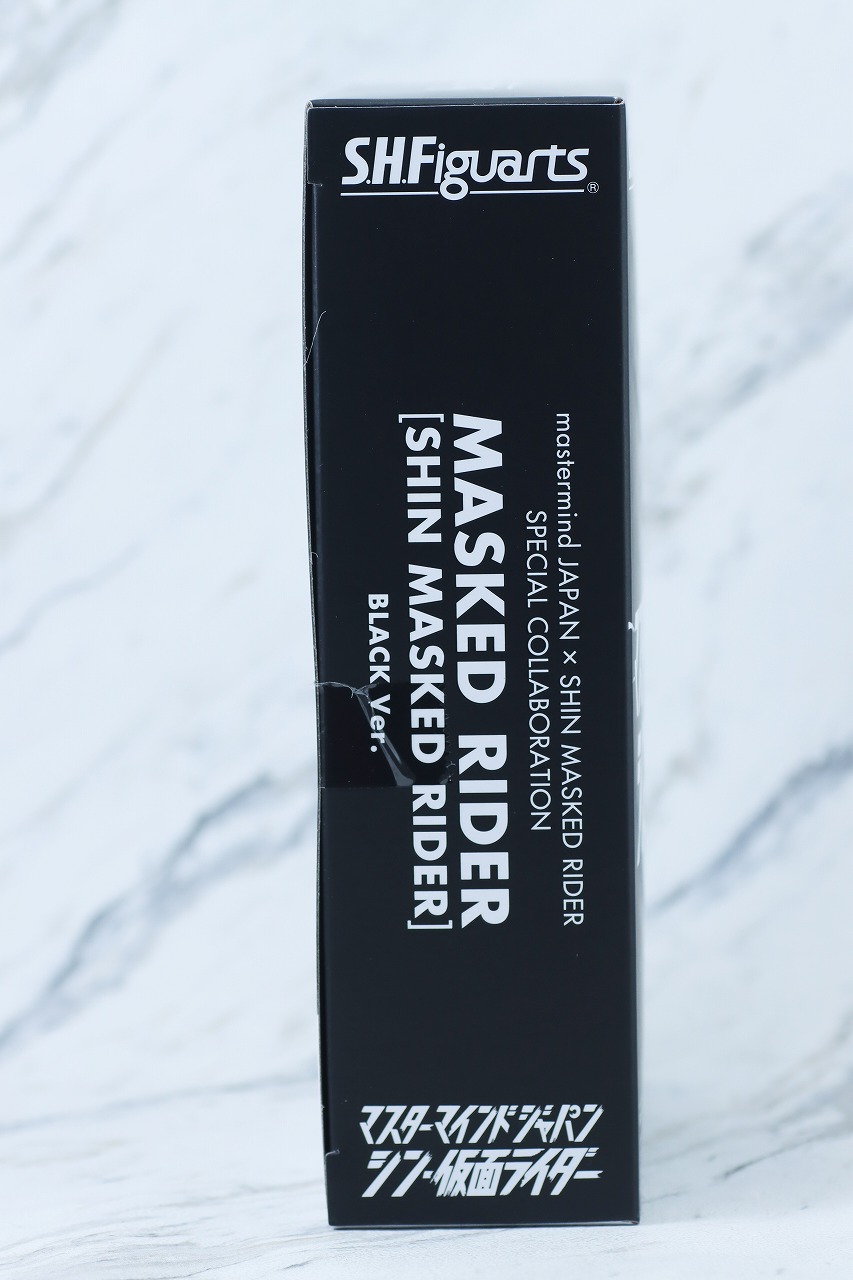 S.H.Figuarts®
mastermind JAPAN × SHIN MASKED RIDER
SPECIAL COLLABORATION
MASKED RIDER
[SHIN MASKED RIDER]
BLACK Ver.
マスターマインドジャパン
シン・仮面ライダー